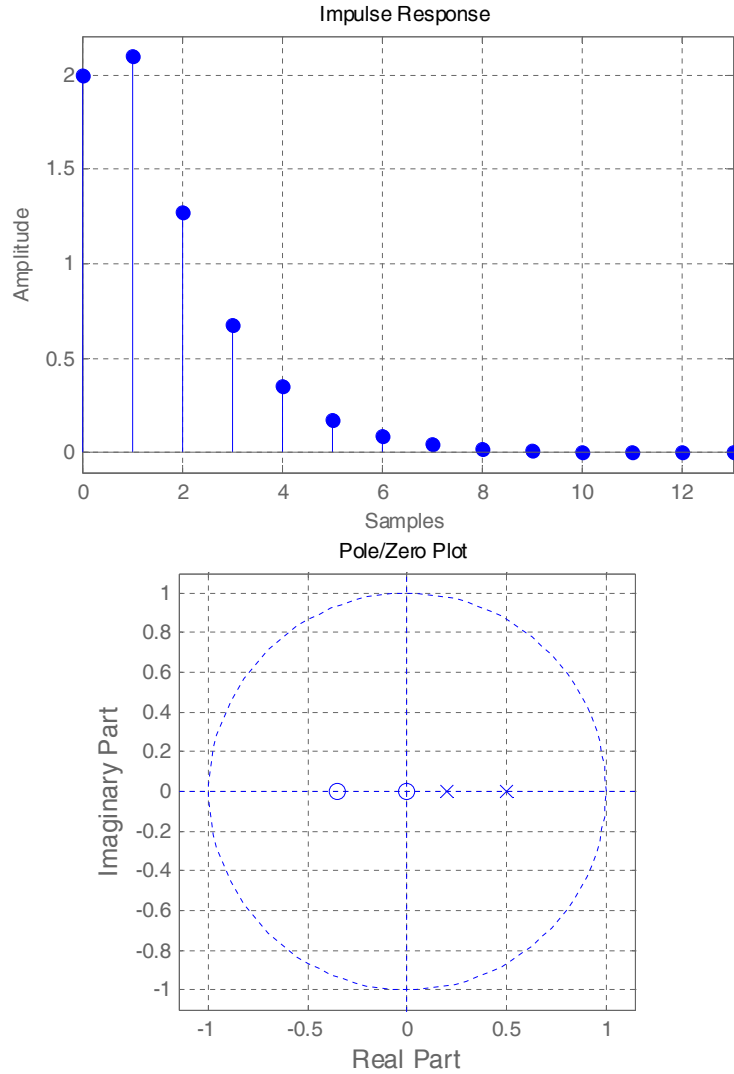 Impulse Response
2
1.5
1
0.5
0
Amplitude
0 2 4 6 8 10 12
Samples
Pole/Zero Plot
1
0.8
0.6
0.4
0.2
0
-0.2
-0.4
-0.6
-0.8
-1
Imaginary Part
-1 -0.5 0 0.5 1
Real Part